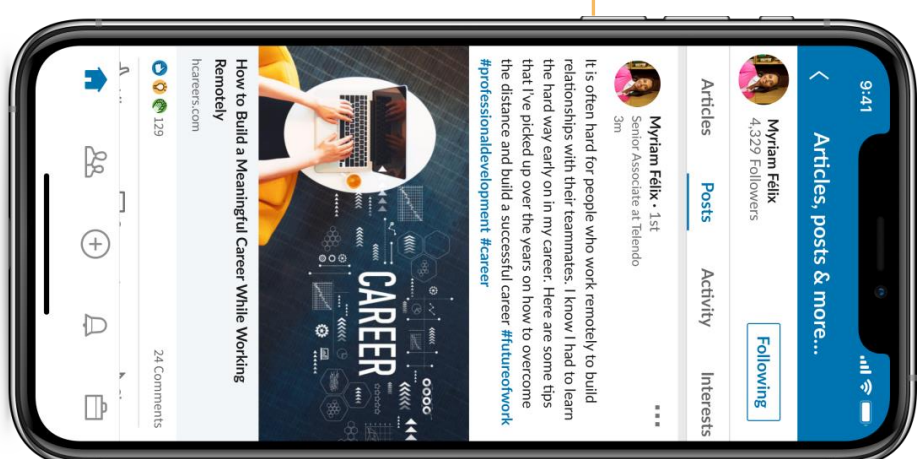 9:41
Articles, posts & more...
Myriam Félix
4,329 Followers
Following
Articles Posts Activity Interests
Myriam Félix • 1st
Senior Associate at Telendo
3m
It is often hard for people who work remotely to build
relationships with their teammates. I know I had to learn
the hard way early on in my career. Here are some tips
that I've picked up over the years on how to overcome
the distance and build a successful career #futureofwork
#professionaldevelopment #career
CAREER
How to Build a Meaningful Career While Working
Remotely
hcareers.com
129
24 Comments